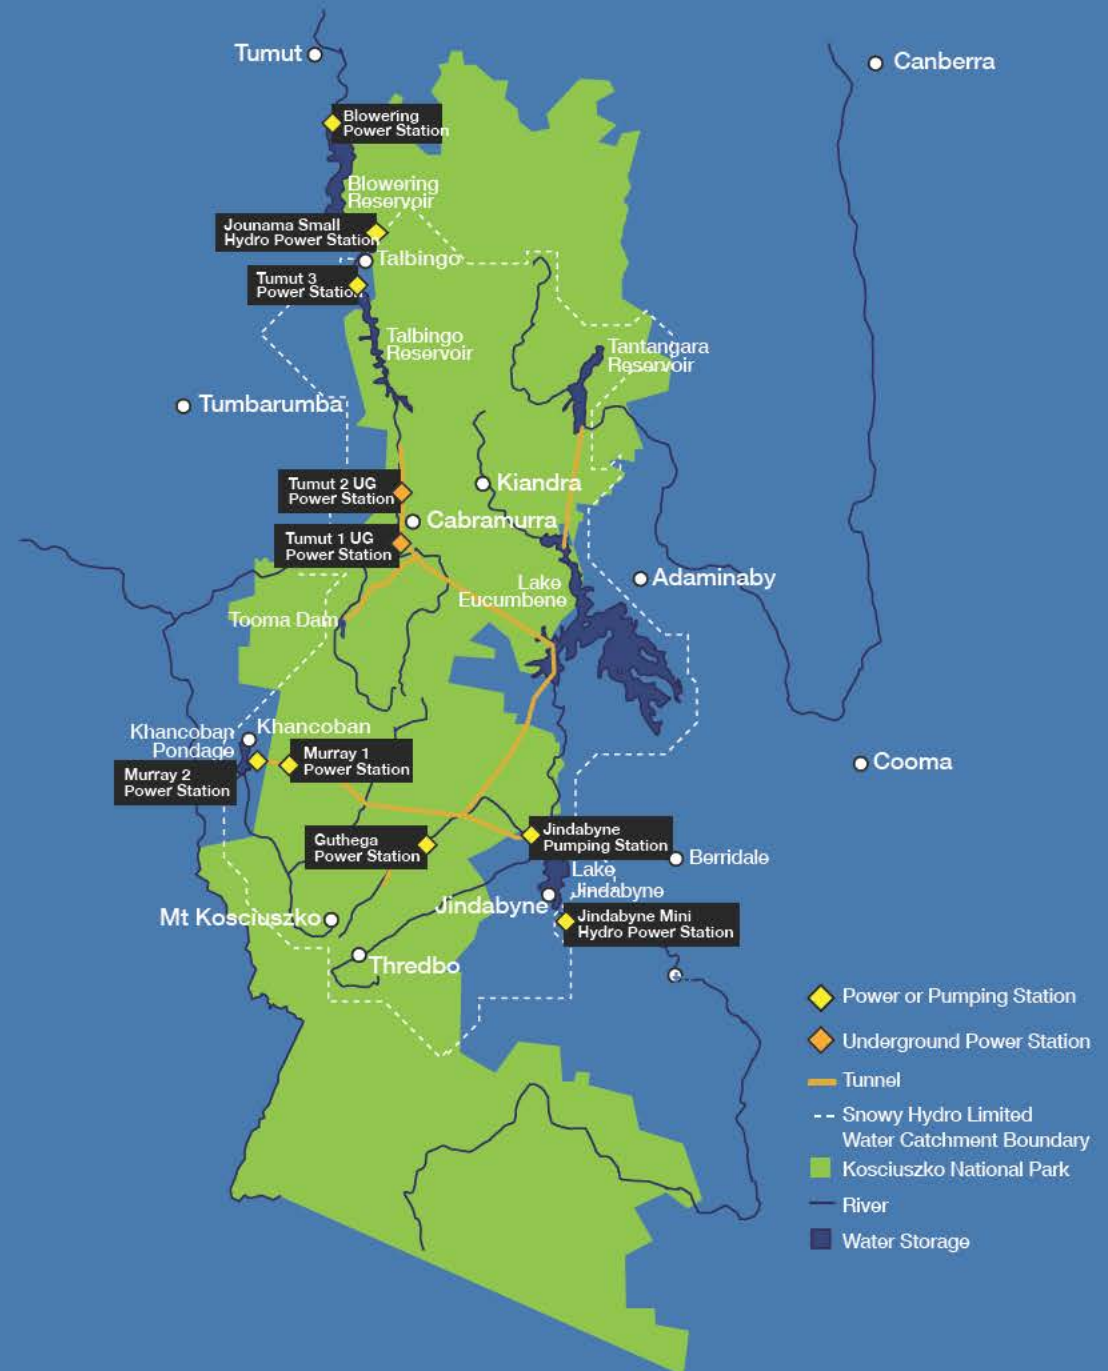 Tumut
Canberra
Blowering
Power Station
Blowering
Reservoir
Jounama Small
Hydro Power Station
Talbingo
Tumut 3
Power Station
Talbingo
Reservoir
Tantangara
Reservoir
Tumbarumba
Tumut 2 UG
Power Station
Kiandra
Cabramurra
Tumut 1 UG
Power Station
Lake
Eucumbene
Adaminaby
Tooma Dam
Khancoban
Pondage
Khancoban
Murray 1
Power Station
Murray 2
Power Station
Cooma
Guthega
Power Station
Jindabyne
Pumping Station
Berridale
Lake
Jindabyne
Jindabyne
Jindabyne Mini
Hydro Power Station
Mt Kosciuszko
Thredbo
Power or Pumping Station
Underground Power Station
Tunnel
Snowy Hydro Limited
Water Catchment Boundary
Kosciuszko National Park
River
Water Storage